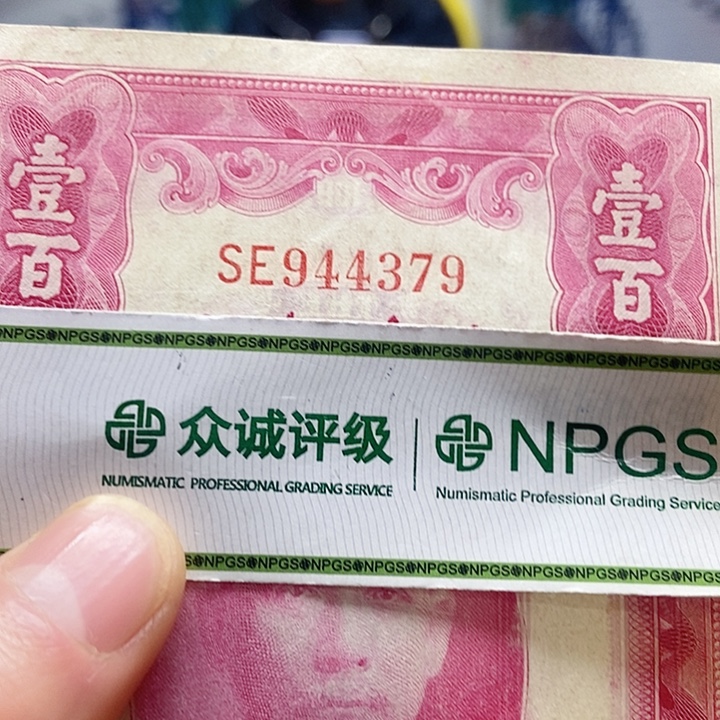 壹百
壹百
SE944379
NPGS NPGS NPGS NPGS NPGS NPGS NPGS NPGS NPGS NPGS NPGS NPGS NPGS NPGS
众诚评级
NUMISMATIC PROFESSIONAL GRADING SERVICE
NPGS
Numismatic Professional Grading Service
NPGS NPGS NPGS NPGS NPGS NPGS NPGS NPGS NPGS NPGS